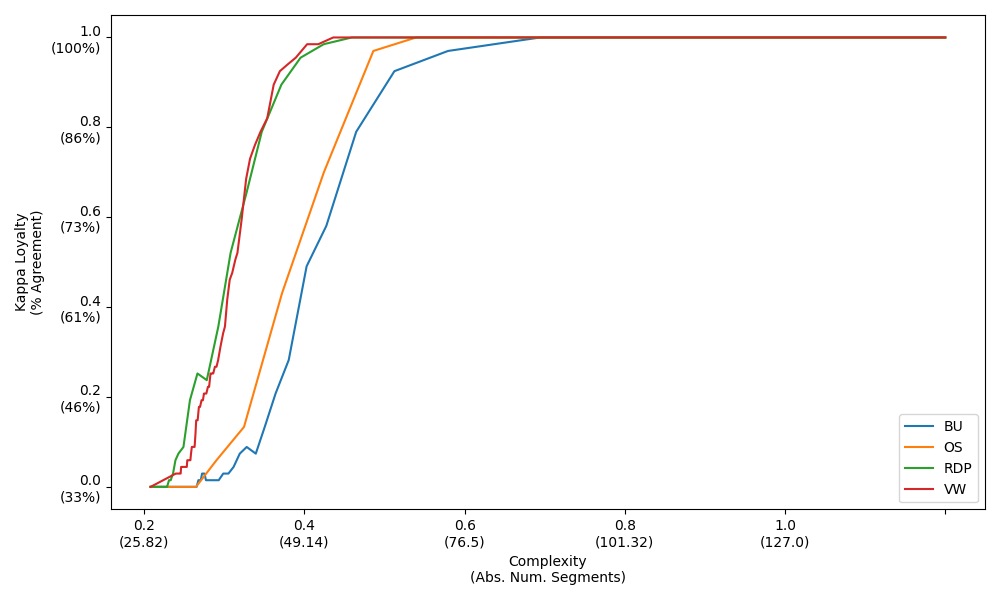 1.0
(100%)
0.8
(86%)
0.6
(73%)
0.4
(61%)
0.2
(46%)
0.0
(33%)
Kappa Loyalty
(% Agreement)
BU
OS
RDP
VW
0.2
(25.82)
0.4
(49.14)
0.6
(76.5)
0.8
(101.32)
1.0
(127.0)
Complexity
(Abs. Num. Segments)